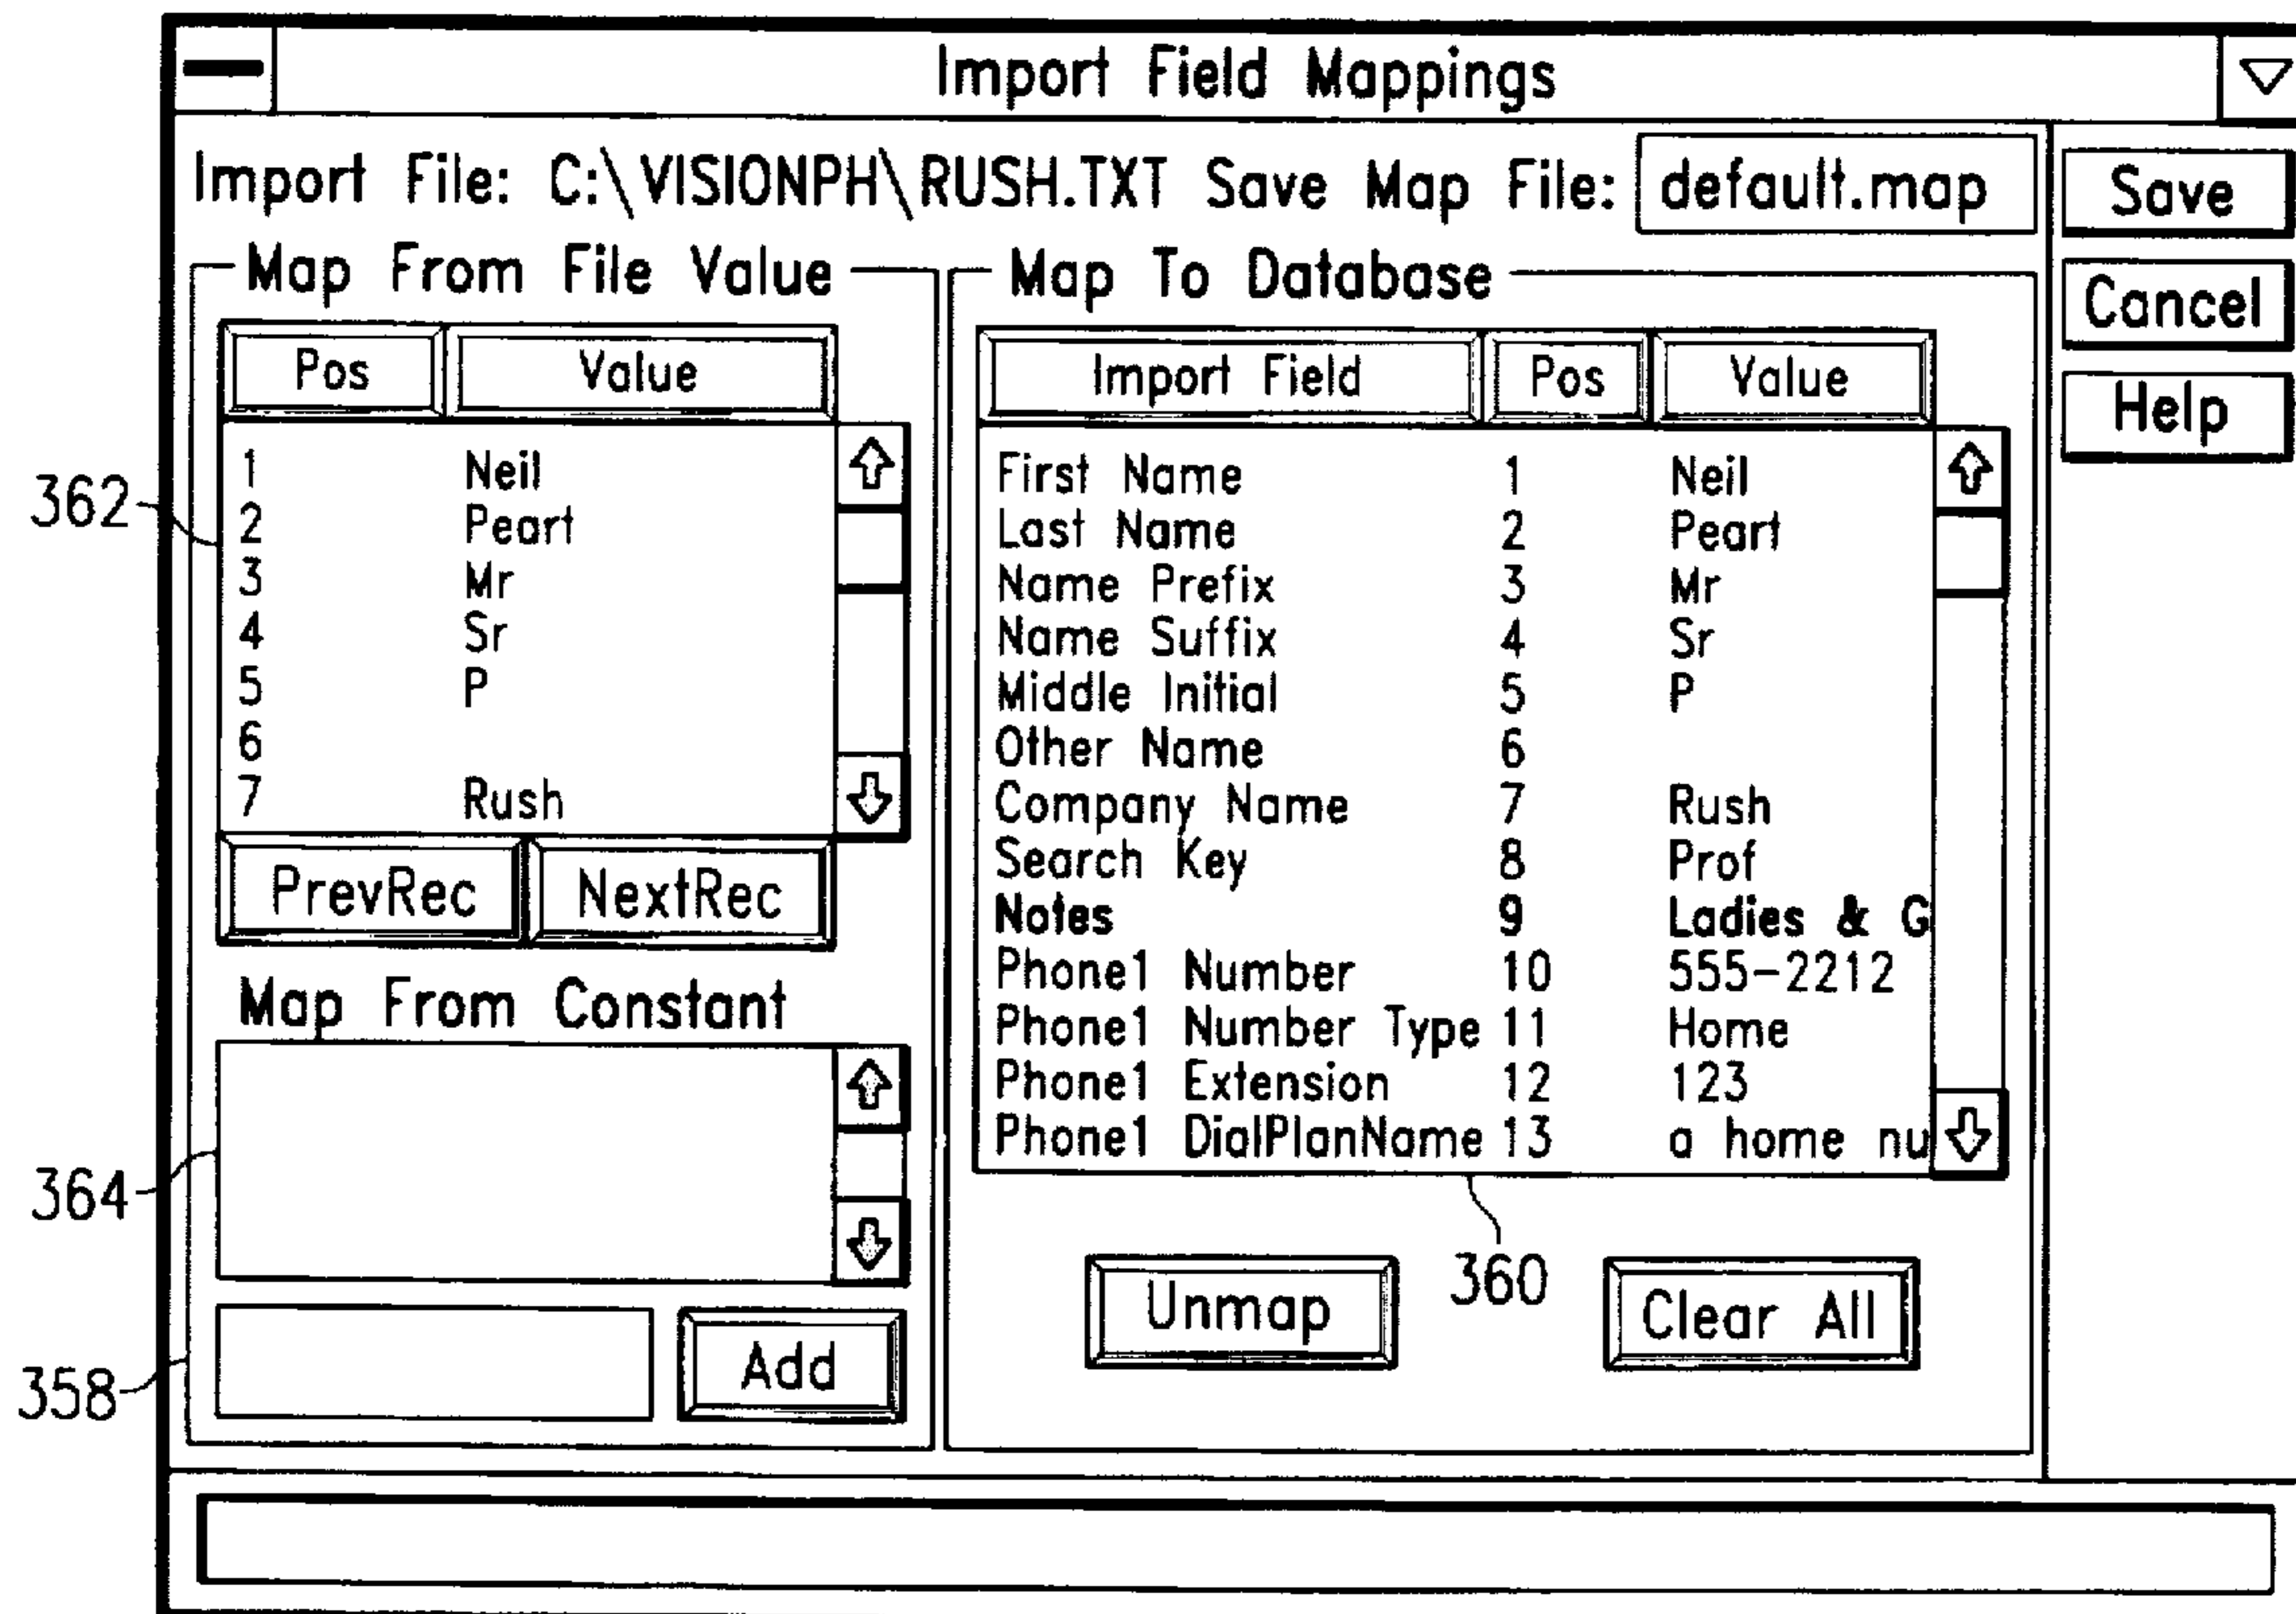 Import Field Mappings
Import File: C:\VISIONPH\RUSH.TXT Save Map File: default.map
Save
Cancel
Help
Map From File Value
Pos Value
1 Neil
2 Peart
3 Mr
4 Sr
5 P
6
7 Rush
PrevRec NextRec
Map From Constant
Add
Map To Database
Import Field Pos Value
First Name 1 Neil
Last Name 2 Peart
Name Prefix 3 Mr
Name Suffix 4 Sr
Middle Initial 5 P
Other Name 6
Company Name 7 Rush
Search Key 8 Prof
Notes 9 Ladies & G
Phone1 Number 10 555-2212
Phone1 Number Type 11 Home
Phone1 Extension 12 123
Phone1 DialPlanName 13 a home nu
Unmap Clear All
362
364
358
360